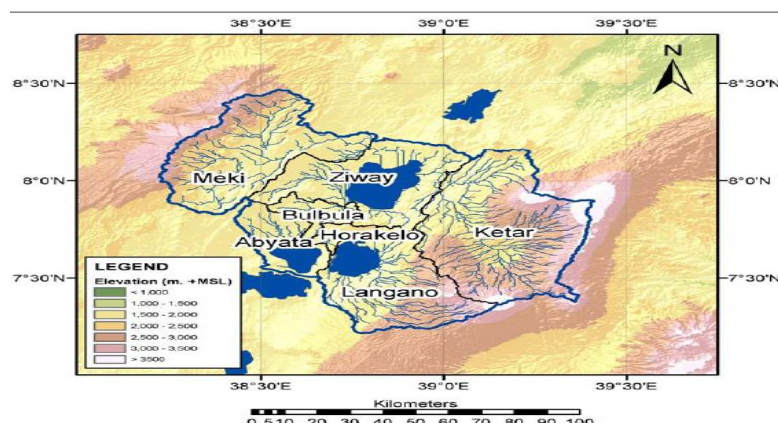 38°30'E 39°0'E 39°30'E
N
8°30'N 8°30'N
Meki Ziway
8°0'N 8°0'N
Bulbula
Abyata Horakelo Ketar
7°30'N 7°30'N
Langano
LEGEND
Elevation (m. +MSL)
< 1,000
1,000 - 1,500
1,500 - 2,000
2,000 - 2,500
2,500 - 3,000
3,000 - 3,500
> 3500
38°30'E 39°0'E 39°30'E
Kilometers
0 5 10 20 30 40 50 60 70 80 90 100